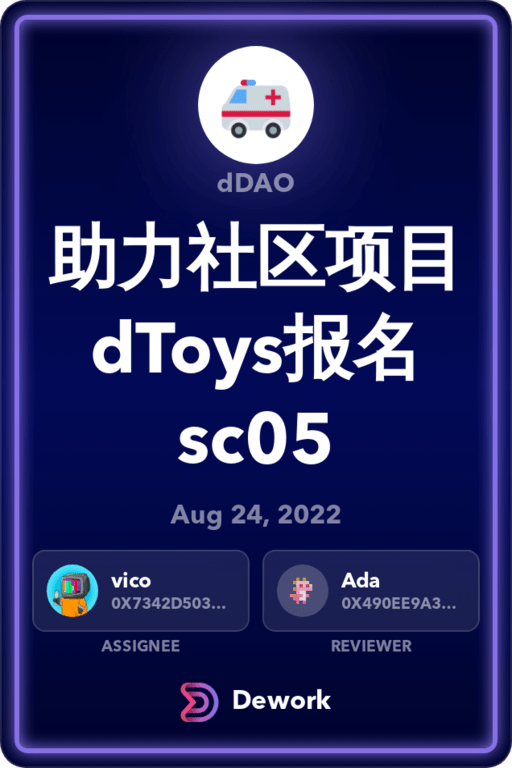 dDAO
助力社区项目
dToys报名
sc05
Aug 24, 2022
vico
0X7342D503...
ASSIGNEE
Ada
0X490EE9A3...
REVIEWER
Dework